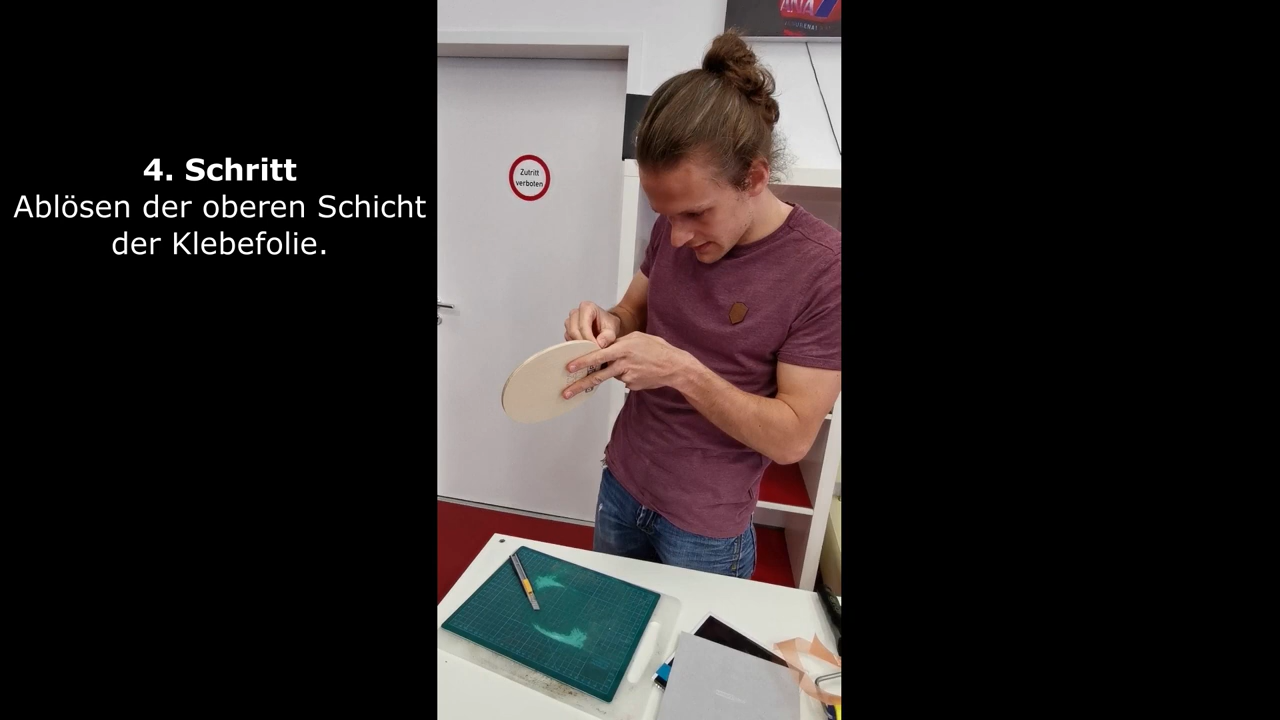 4. Schritt
Ablösen der oberen Schicht
der Klebefolie.
Zutritt
verboten